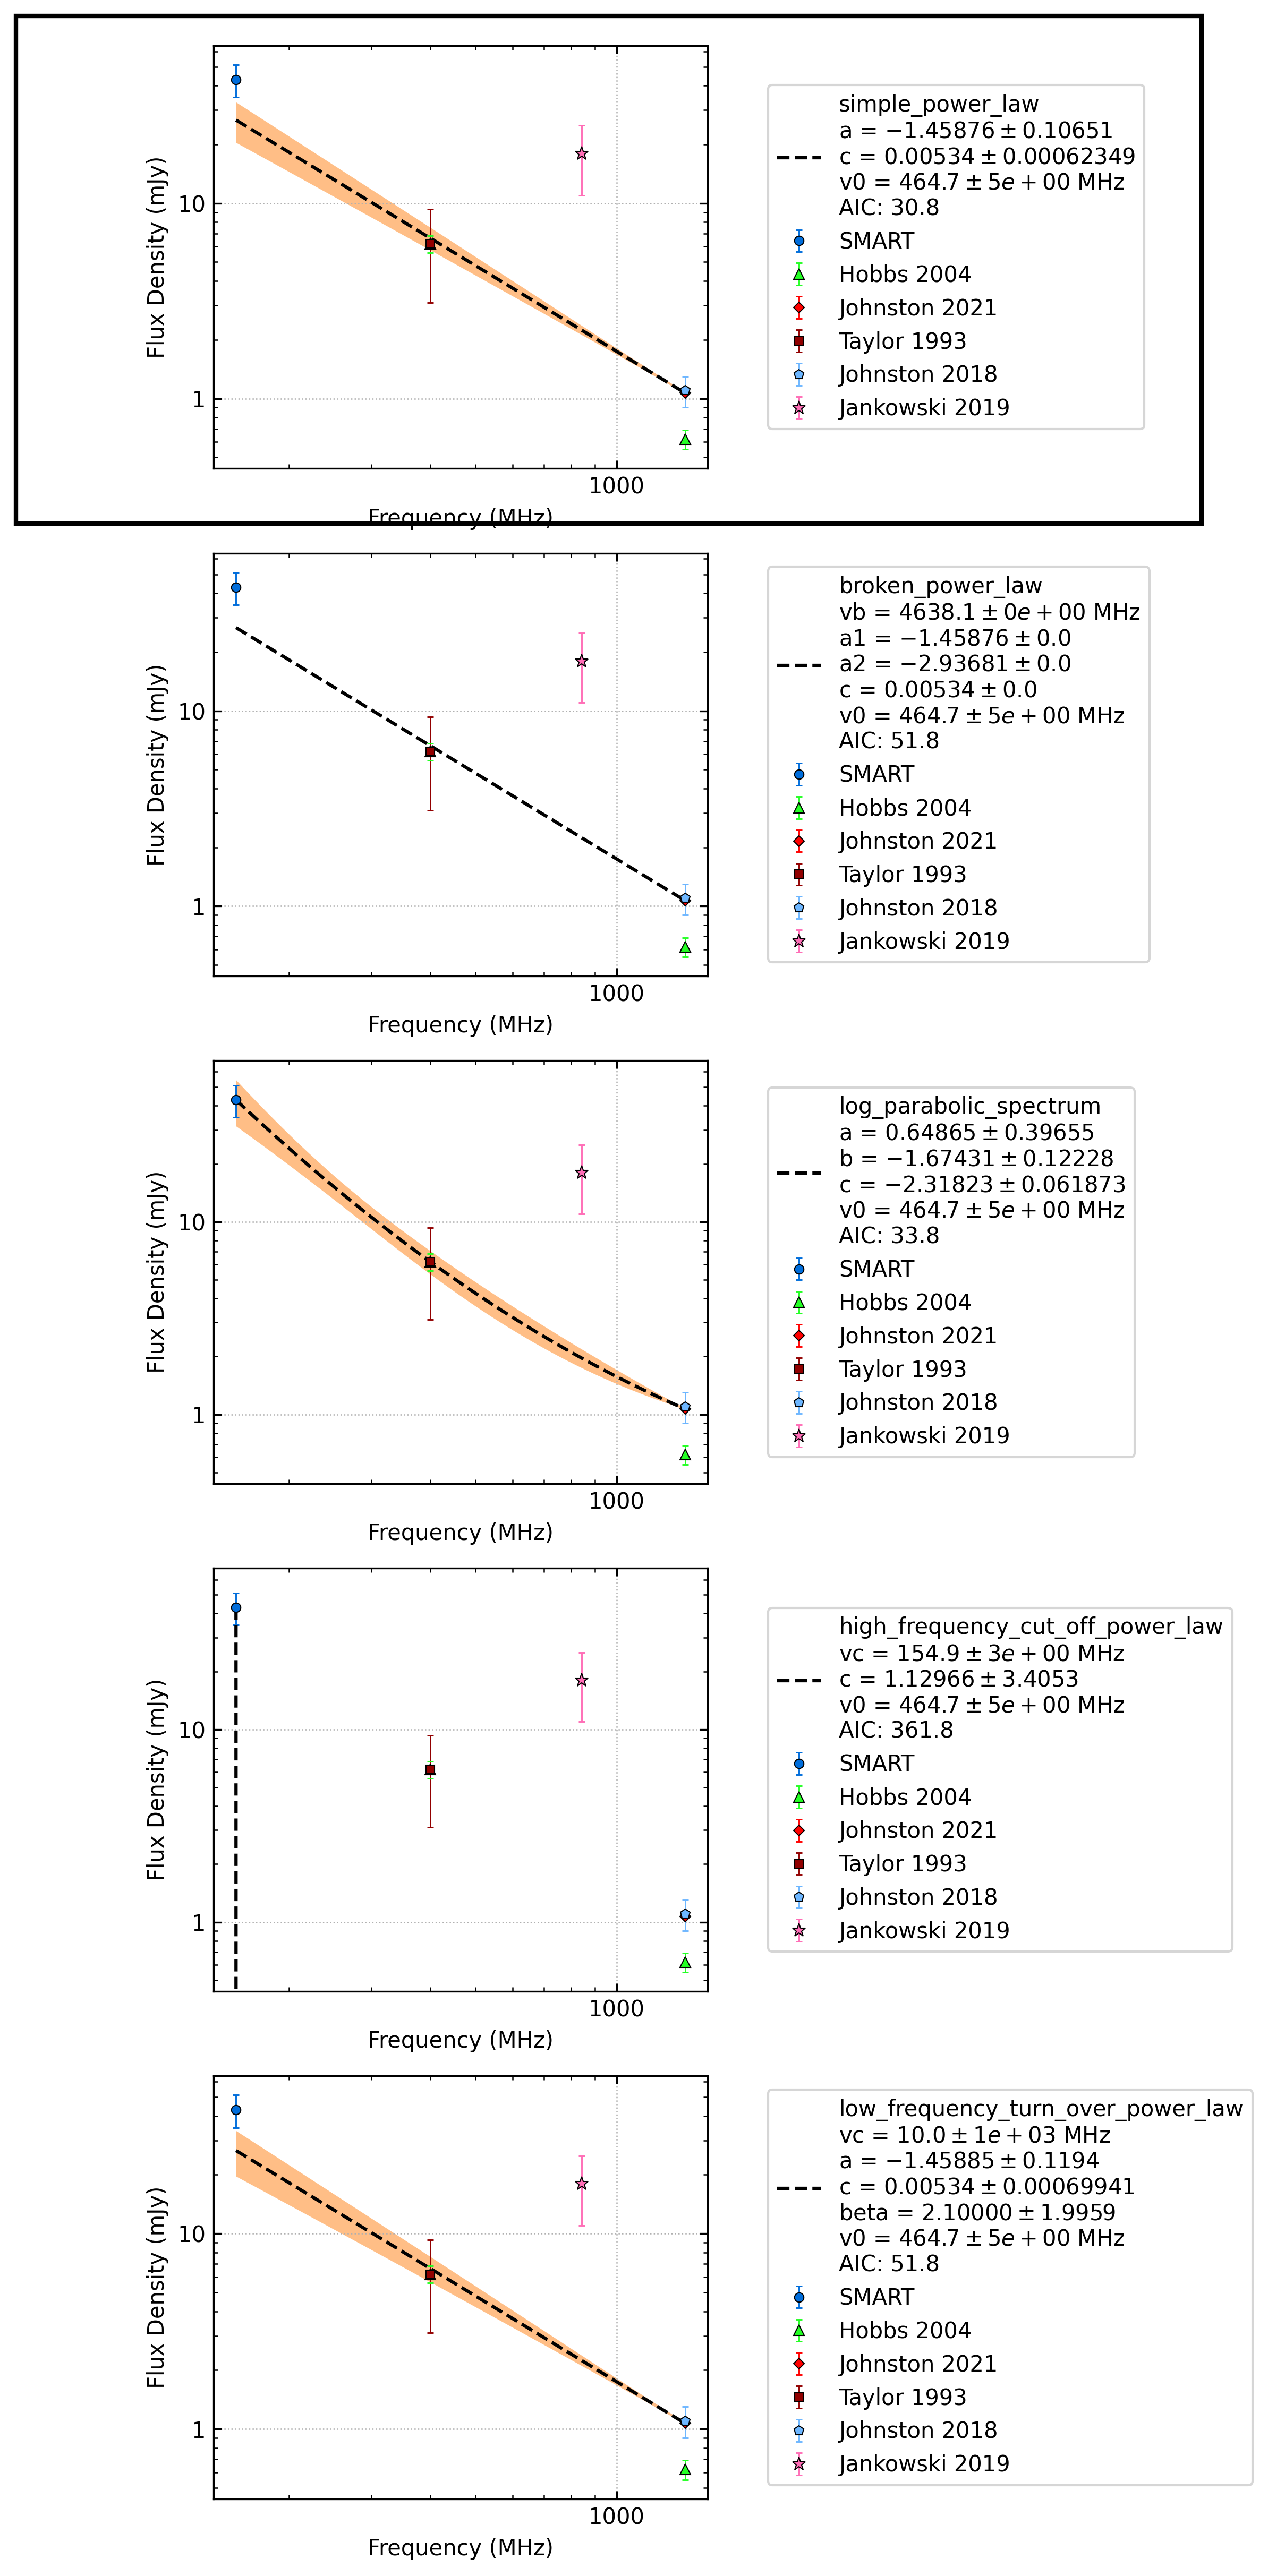 10
1
Flux Density (mJy)
1000
Frequency (MHz)
simple_power_law
a = −1.45876 ± 0.10651
c = 0.00534 ± 0.00062349
v0 = 464.7 ± 5e + 00 MHz
AIC: 30.8
SMART
Hobbs 2004
Johnston 2021
Taylor 1993
Johnston 2018
Jankowski 2019
10
1
Flux Density (mJy)
1000
Frequency (MHz)
broken_power_law
vb = 4638.1 ± 0e + 00 MHz
a1 = −1.45876 ± 0.0
a2 = −2.93681 ± 0.0
c = 0.00534 ± 0.0
v0 = 464.7 ± 5e + 00 MHz
AIC: 51.8
SMART
Hobbs 2004
Johnston 2021
Taylor 1993
Johnston 2018
Jankowski 2019
10
1
Flux Density (mJy)
1000
Frequency (MHz)
log_parabolic_spectrum
a = 0.64865 ± 0.39655
b = −1.67431 ± 0.12228
c = −2.31823 ± 0.061873
v0 = 464.7 ± 5e + 00 MHz
AIC: 33.8
SMART
Hobbs 2004
Johnston 2021
Taylor 1993
Johnston 2018
Jankowski 2019
10
1
Flux Density (mJy)
1000
Frequency (MHz)
high_frequency_cut_off_power_law
vc = 154.9 ± 3e + 00 MHz
c = 1.12966 ± 3.4053
v0 = 464.7 ± 5e + 00 MHz
AIC: 361.8
SMART
Hobbs 2004
Johnston 2021
Taylor 1993
Johnston 2018
Jankowski 2019
10
1
Flux Density (mJy)
1000
Frequency (MHz)
low_frequency_turn_over_power_law
vc = 10.0 ± 1e + 03 MHz
a = −1.45885 ± 0.1194
c = 0.00534 ± 0.00069941
beta = 2.10000 ± 1.9959
v0 = 464.7 ± 5e + 00 MHz
AIC: 51.8
SMART
Hobbs 2004
Johnston 2021
Taylor 1993
Johnston 2018
Jankowski 2019